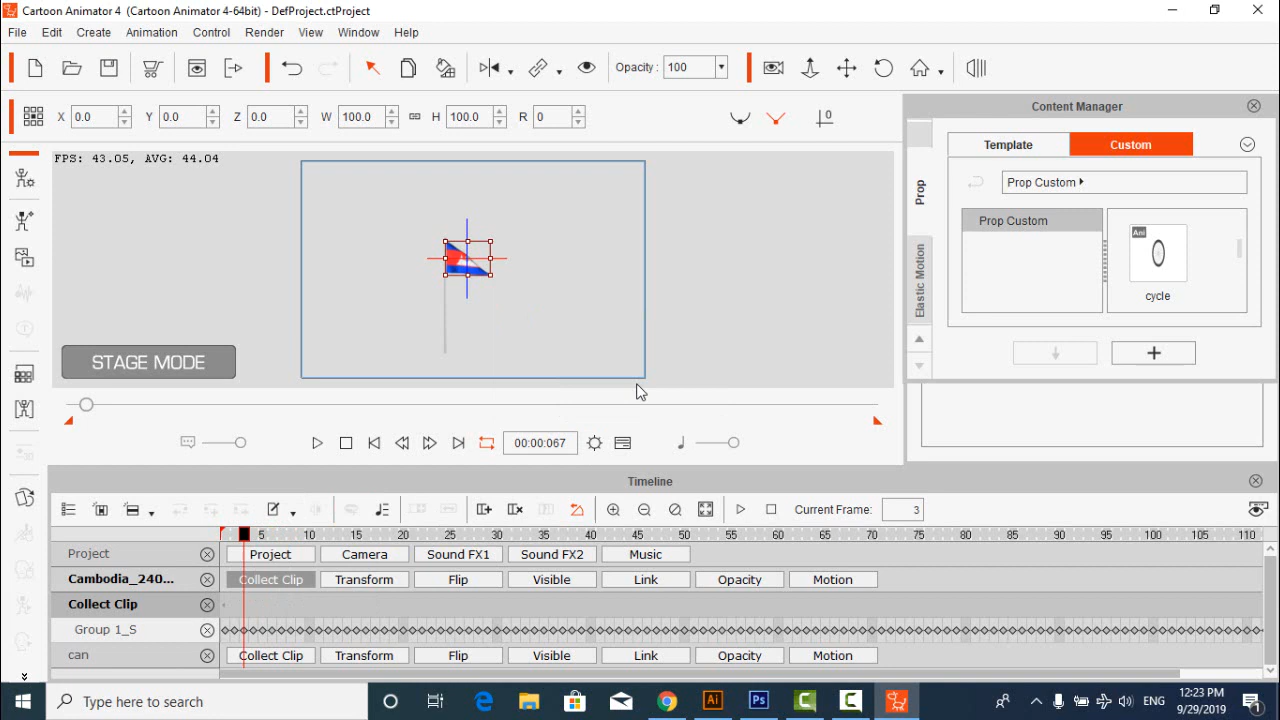 Cartoon Animator 4 (Cartoon Animator 4-64bit) - DefProject.ctProject
File Edit Create Animation Control Render View Window Help
Opacity : 100
X 0.0 Y 0.0 Z 0.0 W 100.0 H 100.0 R 0
0
Content Manager
FPS: 43.05, AVG: 44.04
Template Custom
Prop
Prop Custom
Prop Custom
Ani
Elastic Motion
cycle
STAGE MODE
00:00:067
Timeline
Current Frame: 3
5 10 15 20 25 30 35 40 45 50 55 60 65 70 75 80 85 90 95 100 105 110
Project Project Camera Sound FX1 Sound FX2 Music
Cambodia_240... Collect Clip Transform Flip Visible Link Opacity Motion
Collect Clip
Group 1_S
can Collect Clip Transform Flip Visible Link Opacity Motion
Type here to search
Ai Ps C C ENG 12:23 PM
9/29/2019 1